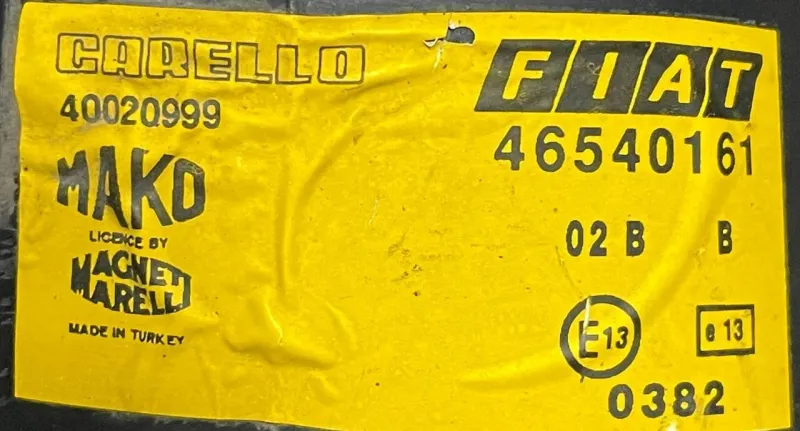 CARELLO
40020999
MAKO
LICENCE BY
MAGNETI
MARELLI
MADE IN TURKEY
FIAT
46540161
02 B B
E13 e 13
0382